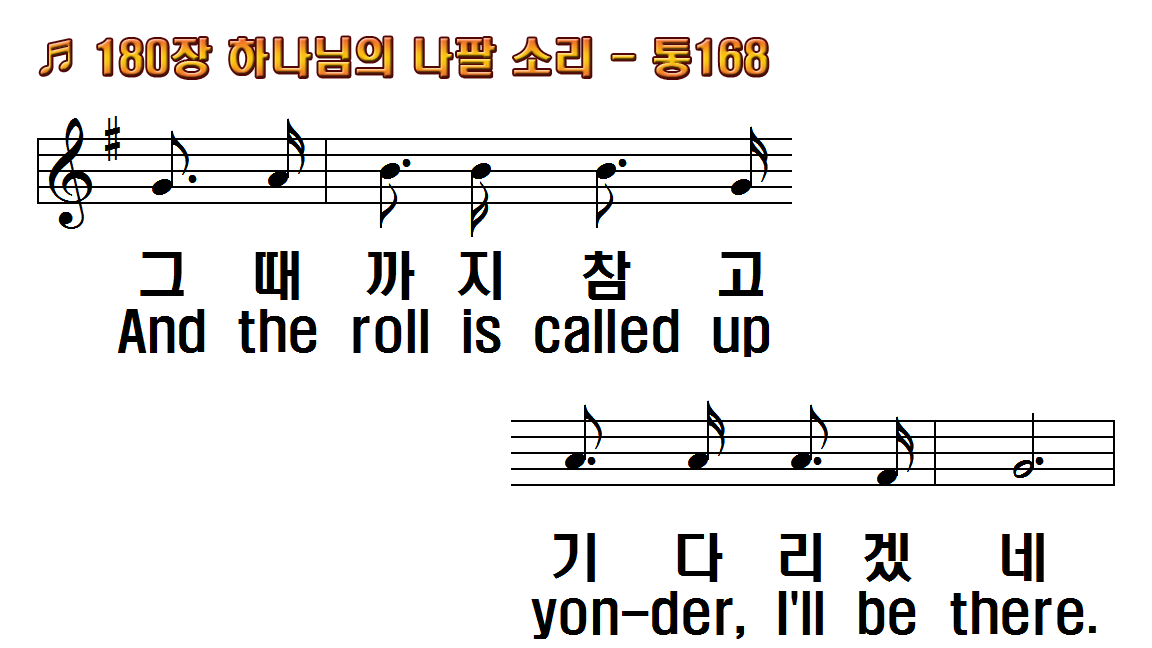 ♬ 180장 하나님의 나팔 소리 - 통168
그 때 까 지 참 고
And the roll is called up
기 다 리 겠 네
yon-der, I'll be there.